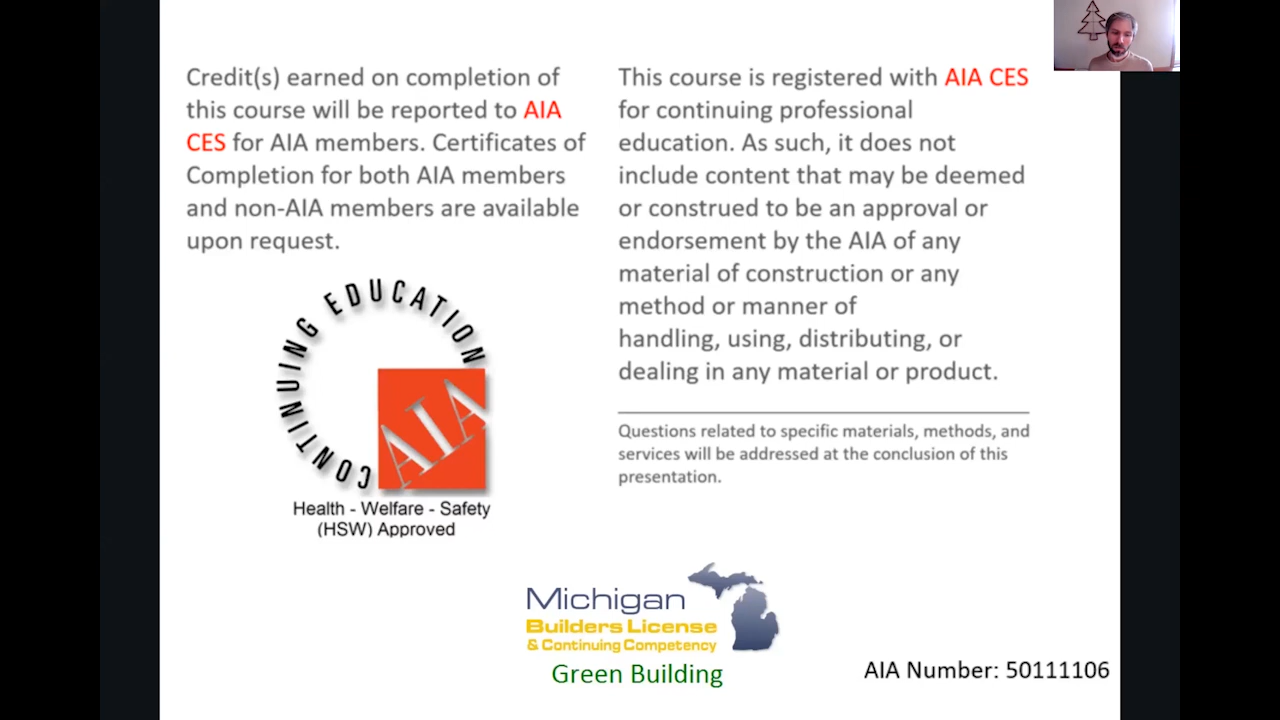 Credit(s) earned on completion of
this course will be reported to AIA
CES for AIA members. Certificates of
Completion for both AIA members
and non-AIA members are available
upon request.
CONTINUING EDUCATION
AIA
Health - Welfare - Safety
(HSW) Approved
This course is registered with AIA CES
for continuing professional
education. As such, it does not
include content that may be deemed
or construed to be an approval or
endorsement by the AIA of any
material of construction or any
method or manner of
handling, using, distributing, or
dealing in any material or product.
Questions related to specific materials, methods, and
services will be addressed at the conclusion of this
presentation.
Michigan
Builders License
& Continuing Competency
Green Building
AIA Number: 50111106